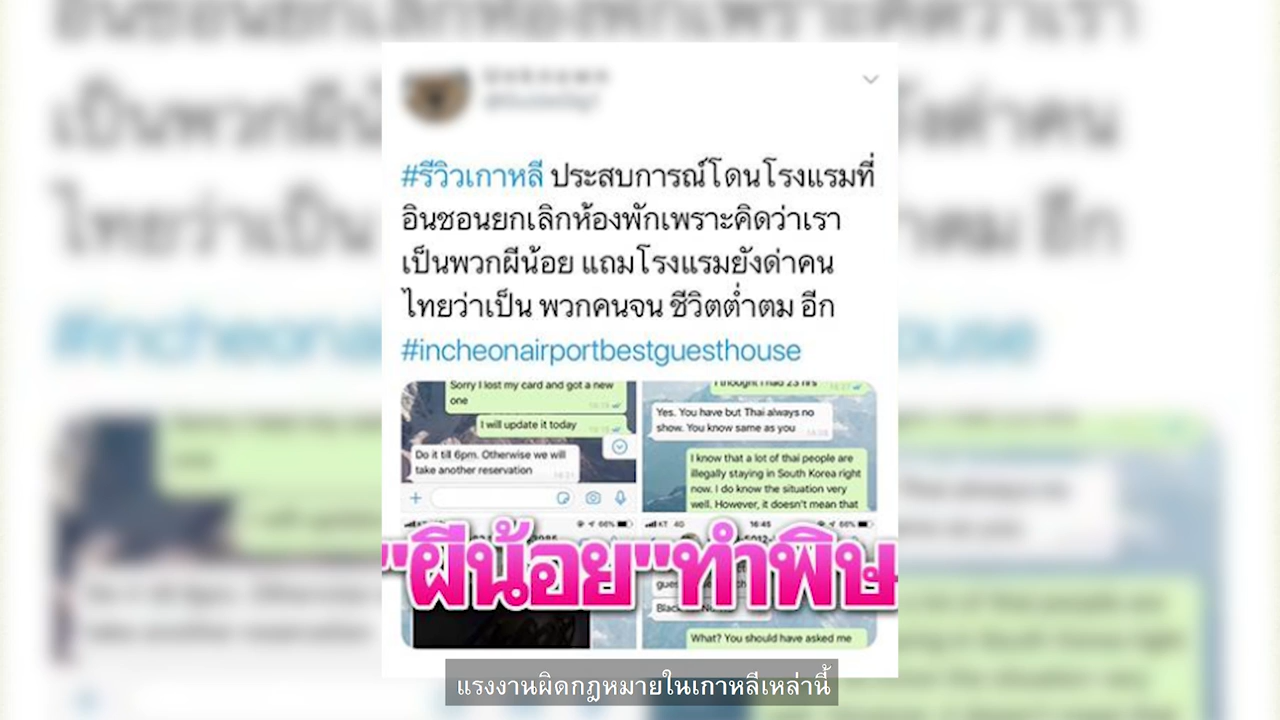 #รีวิวเกาหลี ประสบการณ์โดนโรงแรมที่
อินชอนยกเลิกห้องพักเพราะคิดว่าเรา
เป็นพวกผีน้อย แถมโรงแรมยังด่าคน
ไทยว่าเป็น พวกคนจน ชีวิตต่ำตม อีก
#incheonairportbestguesthouse
Sorry I lost my card and got a new
one
I will update it today
Do it till 6pm. Otherwise we will
take another reservation
I thought I had 23 hrs
Yes. You have but Thai always no
show. You know same as you
I know that a lot of thai people are
illegally staying in South Korea right
now. I do know the situation very
well. However, it doesn't mean that
66%
KT 4G 16:45 66%
"ผีน้อย"ทำพิษ
What? You should have asked me
แรงงานผิดกฎหมายในเกาหลีเหล่านี้